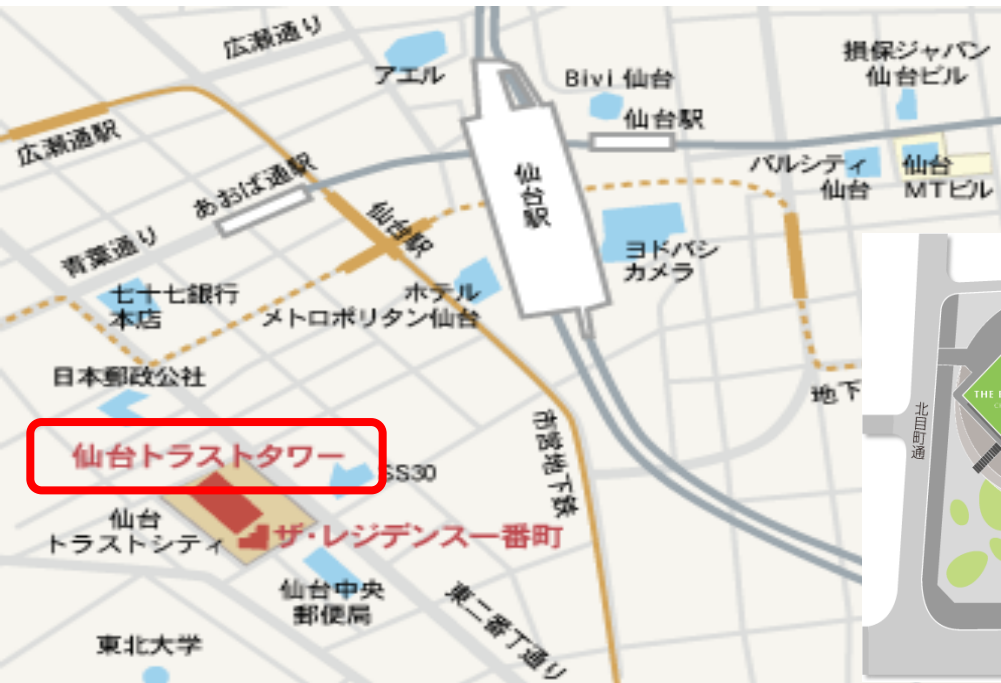 広瀬通り
アエル
Bivi 仙台
損保ジャパン
仙台ビル
広瀬通駅
仙台駅
あおば通駅
仙台駅
仙台駅
パルシティ
仙台
仙台
MTビル
青葉通り
ヨドバシ
カメラ
七十七銀行
本店
ホテル
メトロポリタン仙台
日本郵政公社
地下
THE
北目町通
市営地下鉄
仙台トラストタワー
SS30
仙台
トラストシティ
ザ・レジデンス一番町
仙台中央
郵便局
東二番丁通り
東北大学